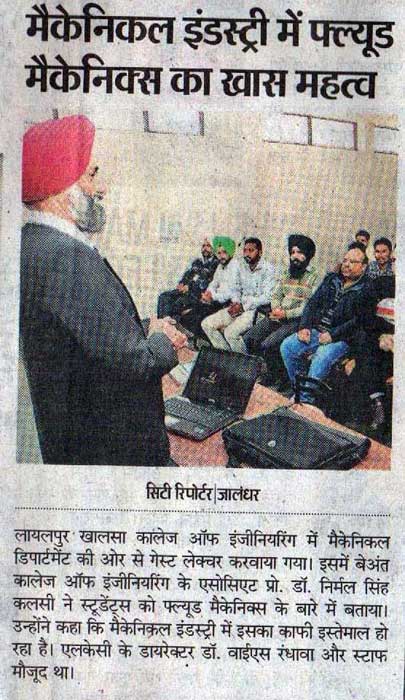 मैकेनिकल इंडस्ट्री में फ्ल्यूड
मैकेनिक्स का खास महत्व
सिटी रिपोर्टर|जालंधर
लायलपुर खालसा कालेज ऑफ इंजीनियरिंग में मैकेनिकल
डिपार्टमेंट की ओर से गेस्ट लेक्चर करवाया गया। इसमें बेअंत
कालेज ऑफ इंजीनियरिंग के एसोसिएट प्रो. डॉ. निर्मल सिंह
कलसी ने स्टूडेंट्स को फ्ल्यूड मैकेनिक्स के बारे में बताया।
उन्होंने कहा कि मैकेनिकल इंडस्ट्री में इसका काफी इस्तेमाल हो
रहा है। एलकेसी के डायरेक्टर डॉ. वाईएस रंधावा और स्टाफ
मौजूद था।